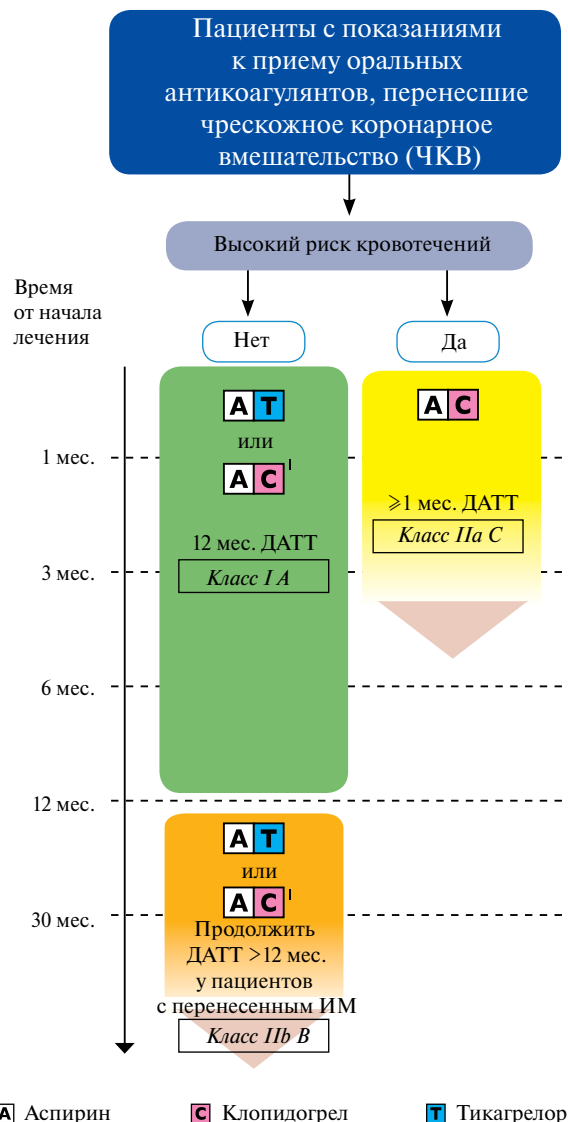 Пациенты с показаниями
к приему оральных
антикоагулянтов, перенесшие
чрескожное коронарное
вмешательство (ЧКВ)
Высокий риск кровотечений
Время
от начала
лечения
Нет
Да
A T
или
A C I
12 мес. ДАТТ
Класс I A
A C
⩾1 мес. ДАТТ
Класс IIa C
1 мес.
3 мес.
6 мес.
12 мес.
30 мес.
A T
или
A C I
Продолжить
ДАТТ >12 мес.
у пациентов
с перенесенным ИМ
Класс IIb B
A Аспирин
C Клопидогрел
T Тикагрелор